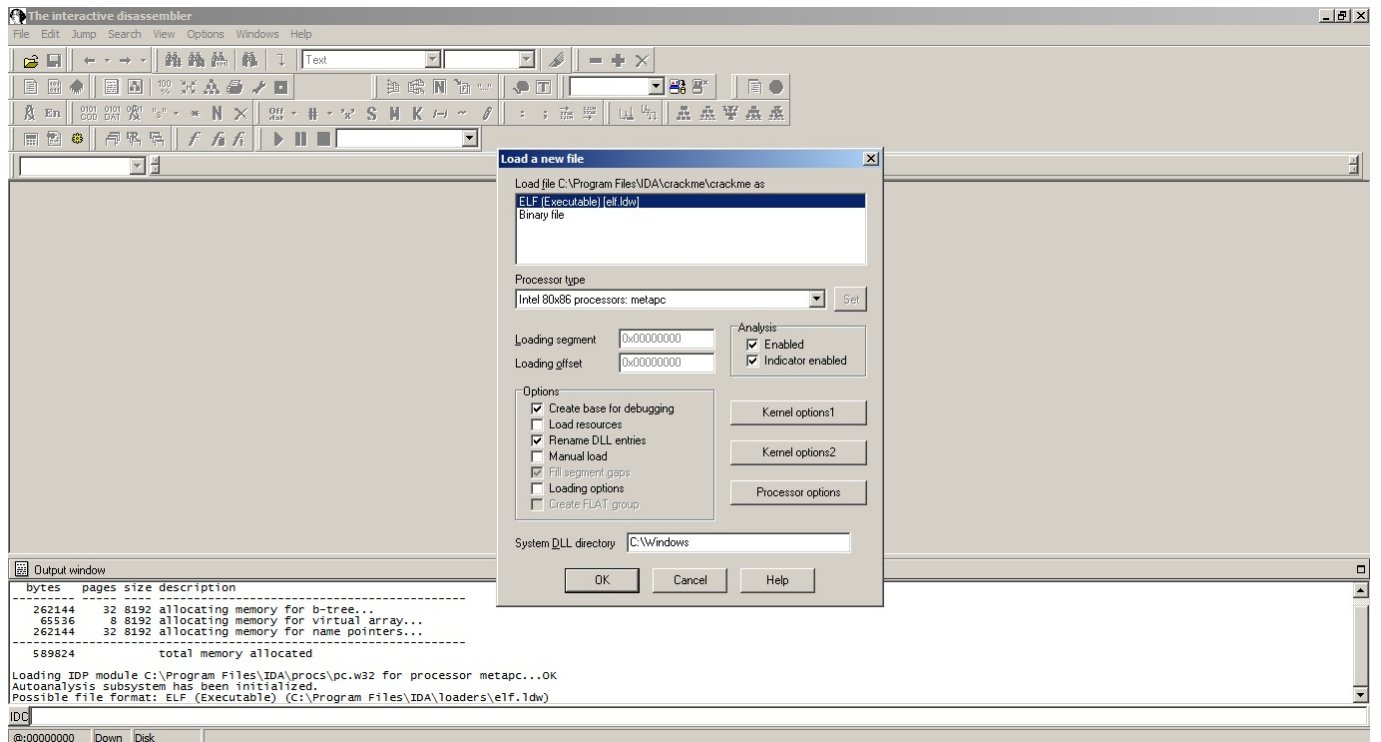 The interactive disassembler
File Edit Jump Search View Options Windows Help
Text
En
Load a new file
Load file C:\Program Files\IDA\crackme\crackme as
ELF (Executable) [elf.ldw]
Binary file
Processor type
Intel 80x86 processors: metapc
Set
Loading segment 0x00000000
Loading offset 0x00000000
Analysis
Enabled
Indicator enabled
Options
Create base for debugging
Load resources
Rename DLL entries
Manual load
Fill segment gaps
Loading options
Create FLAT group
Kernel options1
Kernel options2
Processor options
System DLL directory C:\Windows
OK Cancel Help
Output window
bytes pages size description
262144 32 8192 allocating memory for b-tree...
65536 8 8192 allocating memory for virtual array...
262144 32 8192 allocating memory for name pointers...
589824 total memory allocated
Loading IDP module C:\Program Files\IDA\procs\pc.w32 for processor metapc...OK
Autoanalysis subsystem has been initialized.
Possible file format: ELF (Executable) (C:\Program Files\IDA\loaders\elf.ldw)
IDC
@:00000000 Down Disk